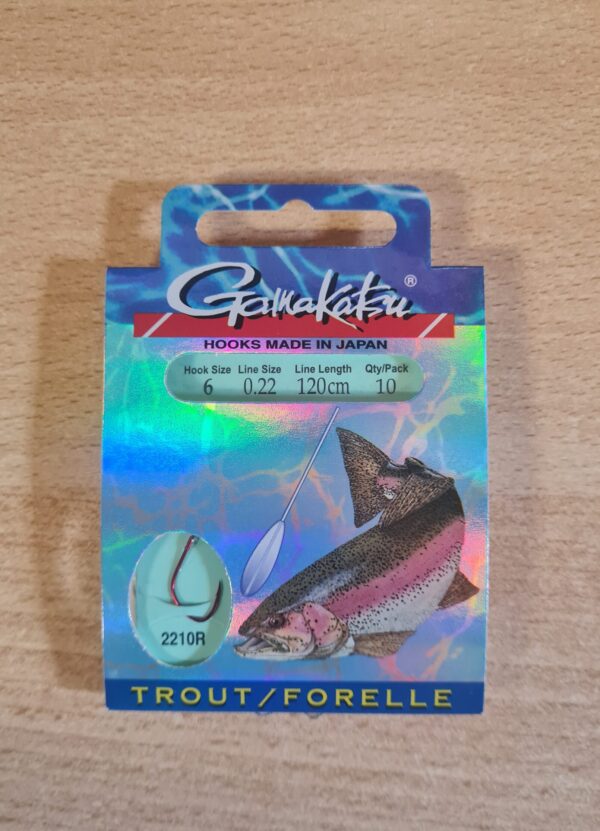 Gamakatsu®
HOOKS MADE IN JAPAN
Hook Size Line Size Line Length Qty/Pack
6 0.22 120cm 10
2210R
TROUT/FORELLE